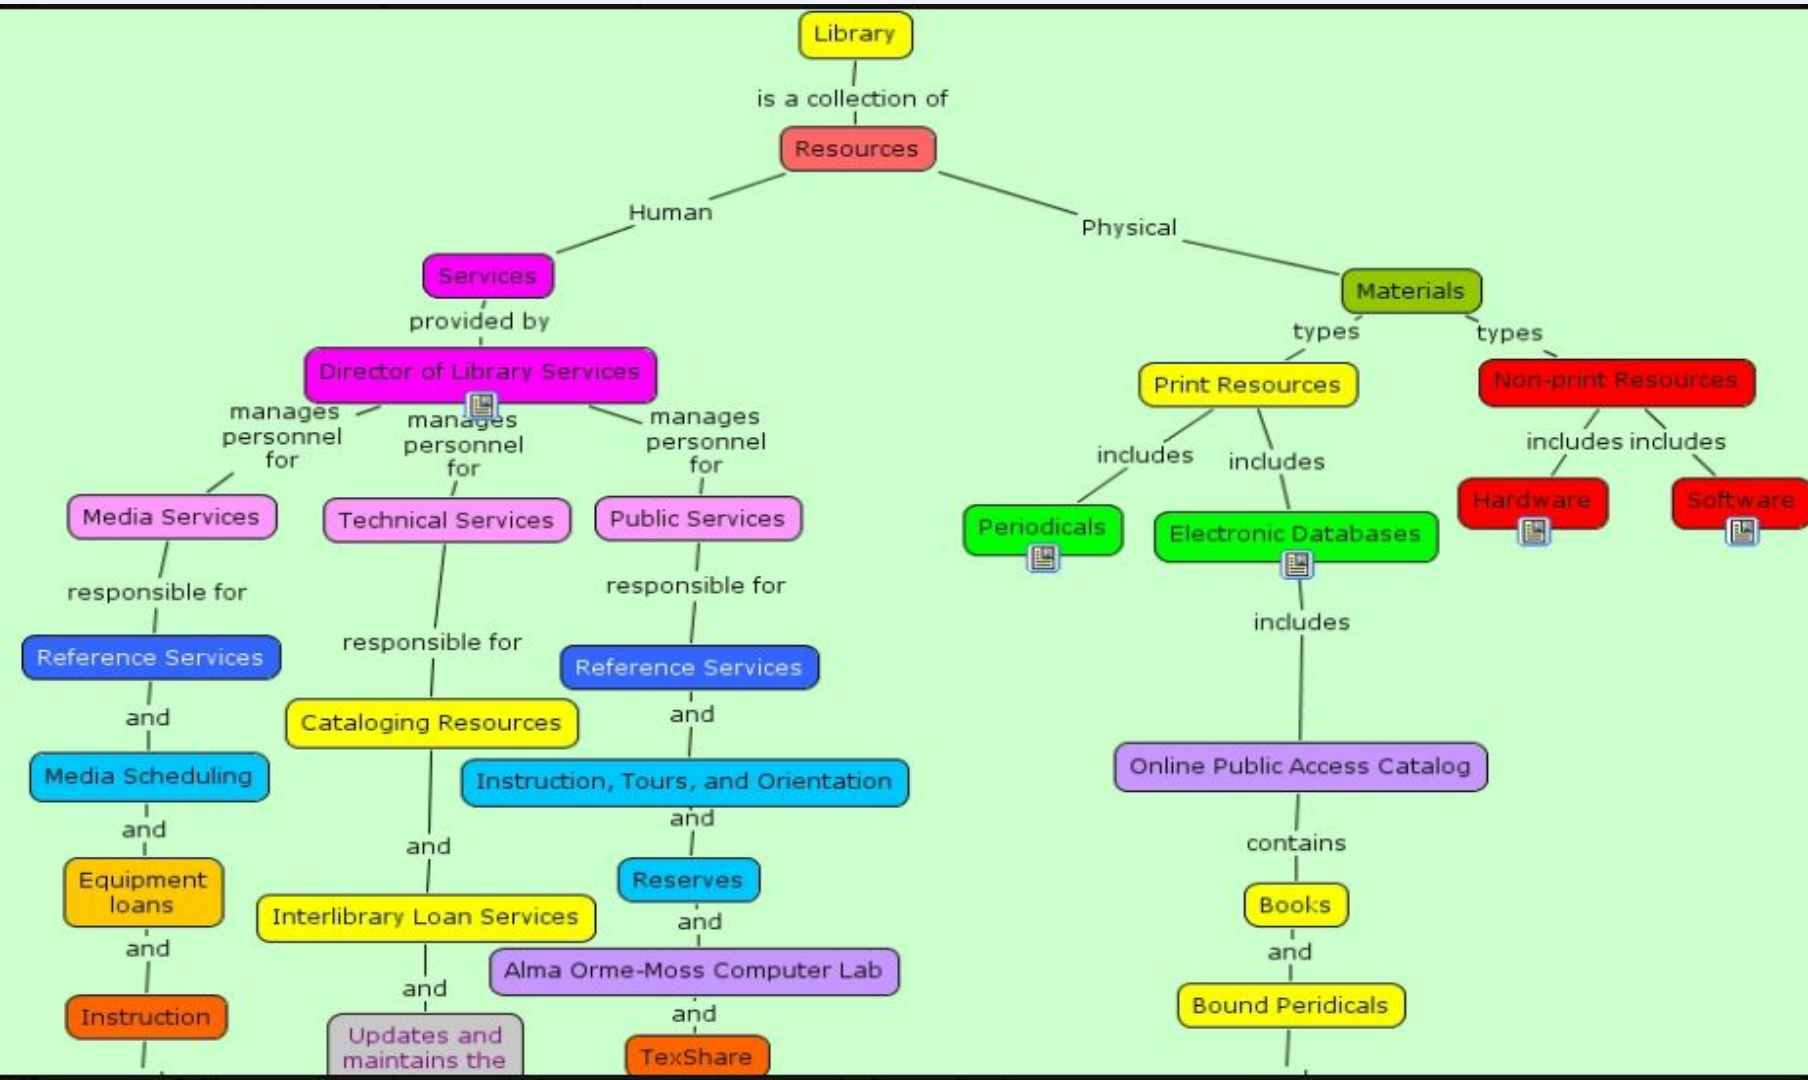 Library
is a collection of
Resources
Human
Physical
Services
Materials
provided by
types
types
Director of Library Services
Print Resources
Non-print Resources
manages
personnel
for
manages
personnel
for
manages
personnel
for
includes
includes
includes
includes
Media Services
Technical Services
Public Services
Periodicals
Electronic Databases
Hardware
Software
responsible for
responsible for
responsible for
includes
Reference Services
Reference Services
Cataloging Resources
and
and
Media Scheduling
Instruction, Tours, and Orientation
Online Public Access Catalog
and
and
and
contains
Equipment
loans
Reserves
Books
Interlibrary Loan Services
and
and
and
Alma Orme-Moss Computer Lab
and
Bound Peridicals
Instruction
and
Updates and
maintains the
TexShare